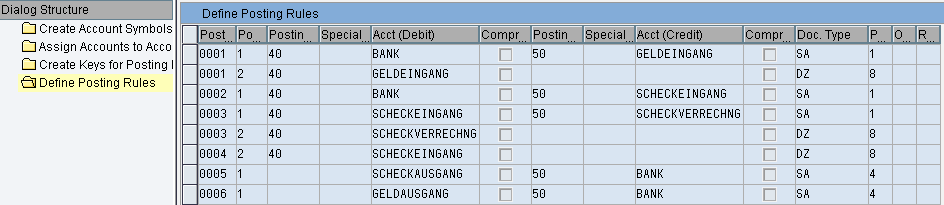 Dialog Structure
Create Account Symbols
Assign Accounts to Acco
Create Keys for Posting
Define Posting Rules
Define Posting Rules
Post... Po... Postin... Special... Acct (Debit) Compr... Postin... Special... Acct (Credit) Compr... Doc. Type P... O... R...
0001 1 40 BANK 50 GELDEINGANG SA 1
0001 2 40 GELDEINGANG DZ 8
0002 1 40 BANK 50 SCHECKEINGANG SA 1
0003 1 40 SCHECKEINGANG 50 SCHECKVERRECHNG SA 1
0003 2 40 SCHECKVERRECHNG DZ 8
0004 2 40 SCHECKEINGANG DZ 8
0005 1 SCHECKAUSGANG 50 BANK SA 4
0006 1 GELDAUSGANG 50 BANK SA 4